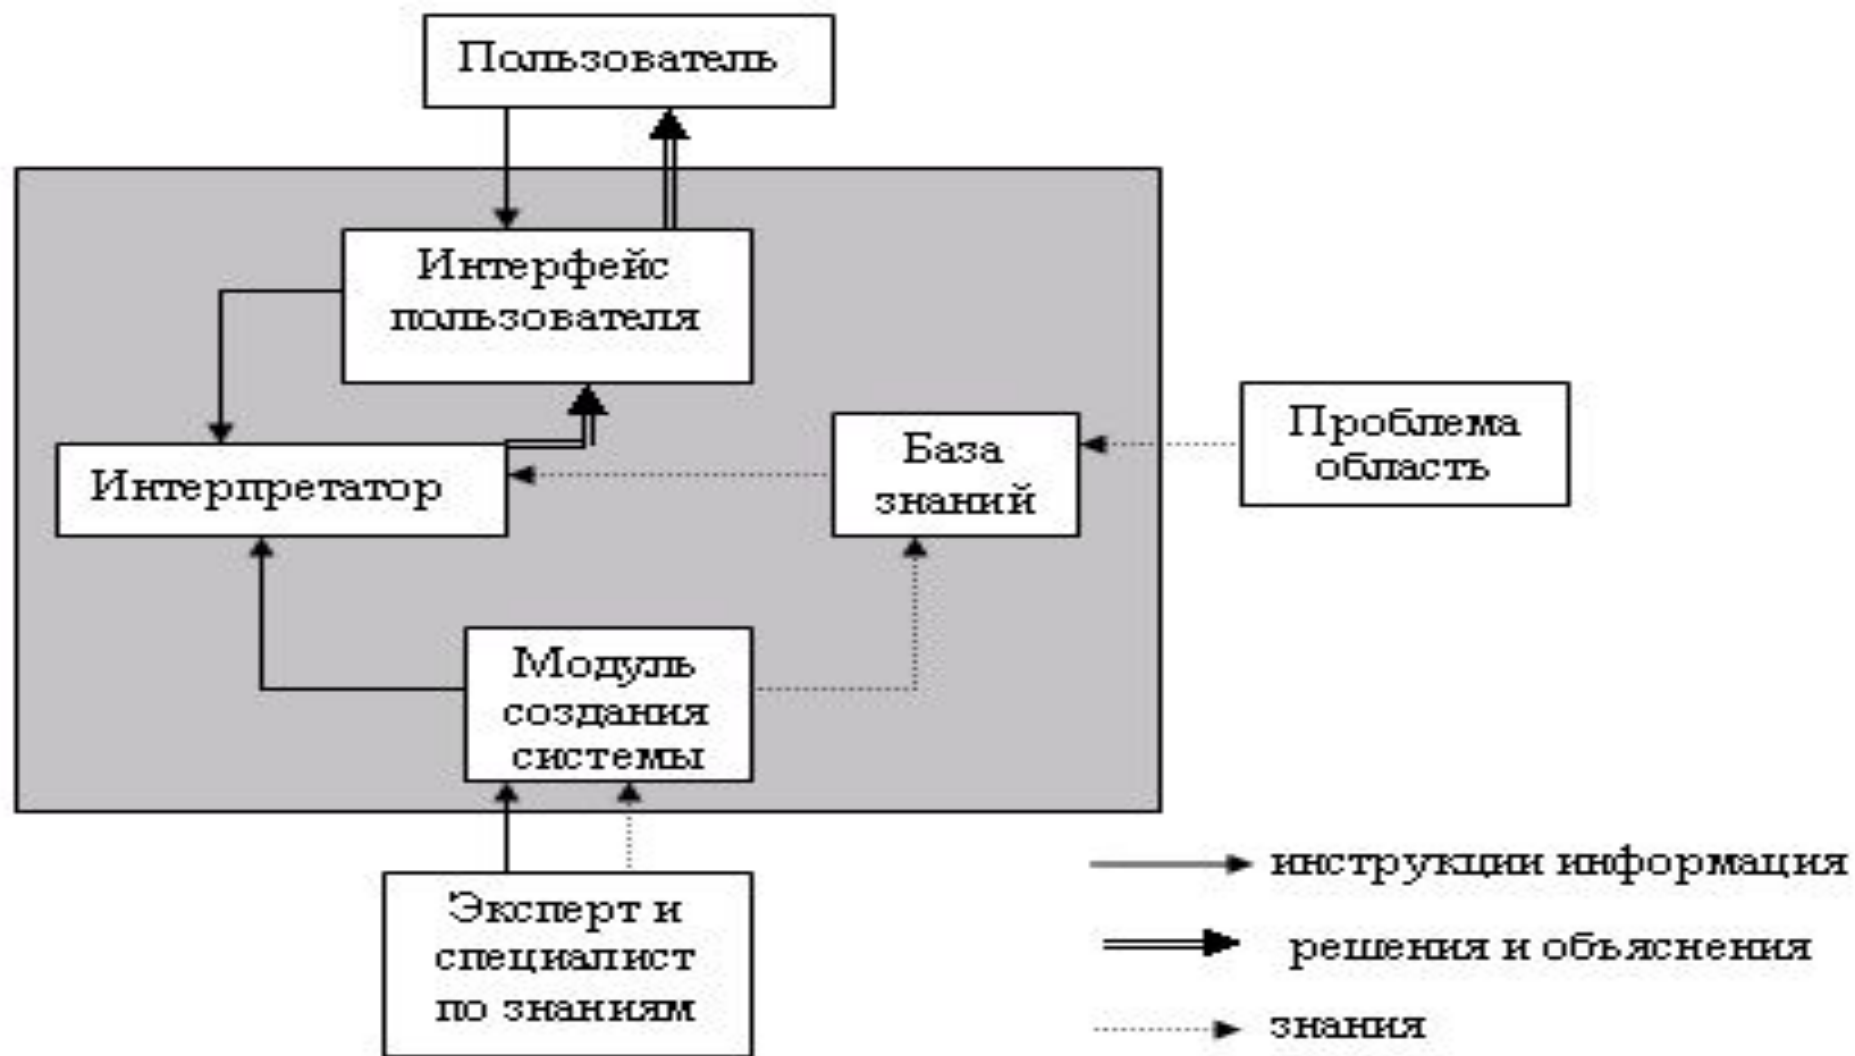 Пользователь
Интерфейс
пользователя
Интерпретатор
База
знаний
Проблема
область
Модуль
создания
системы
Эксперт и
специалист
по знаниям
инструкции информация
решения и объяснения
знания